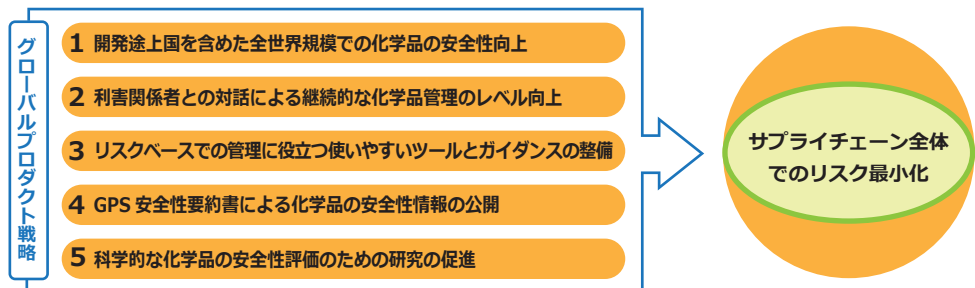 グローバルプロダクト戦略
1 開発途上国を含めた全世界規模での化学品の安全性向上
2 利害関係者との対話による継続的な化学品管理のレベル向上
3 リスクベースでの管理に役立つ使いやすいツールとガイダンスの整備
4 GPS 安全性要約書による化学品の安全性情報の公開
5 科学的な化学品の安全性評価のための研究の促進
サプライチェーン全体
でのリスク最小化